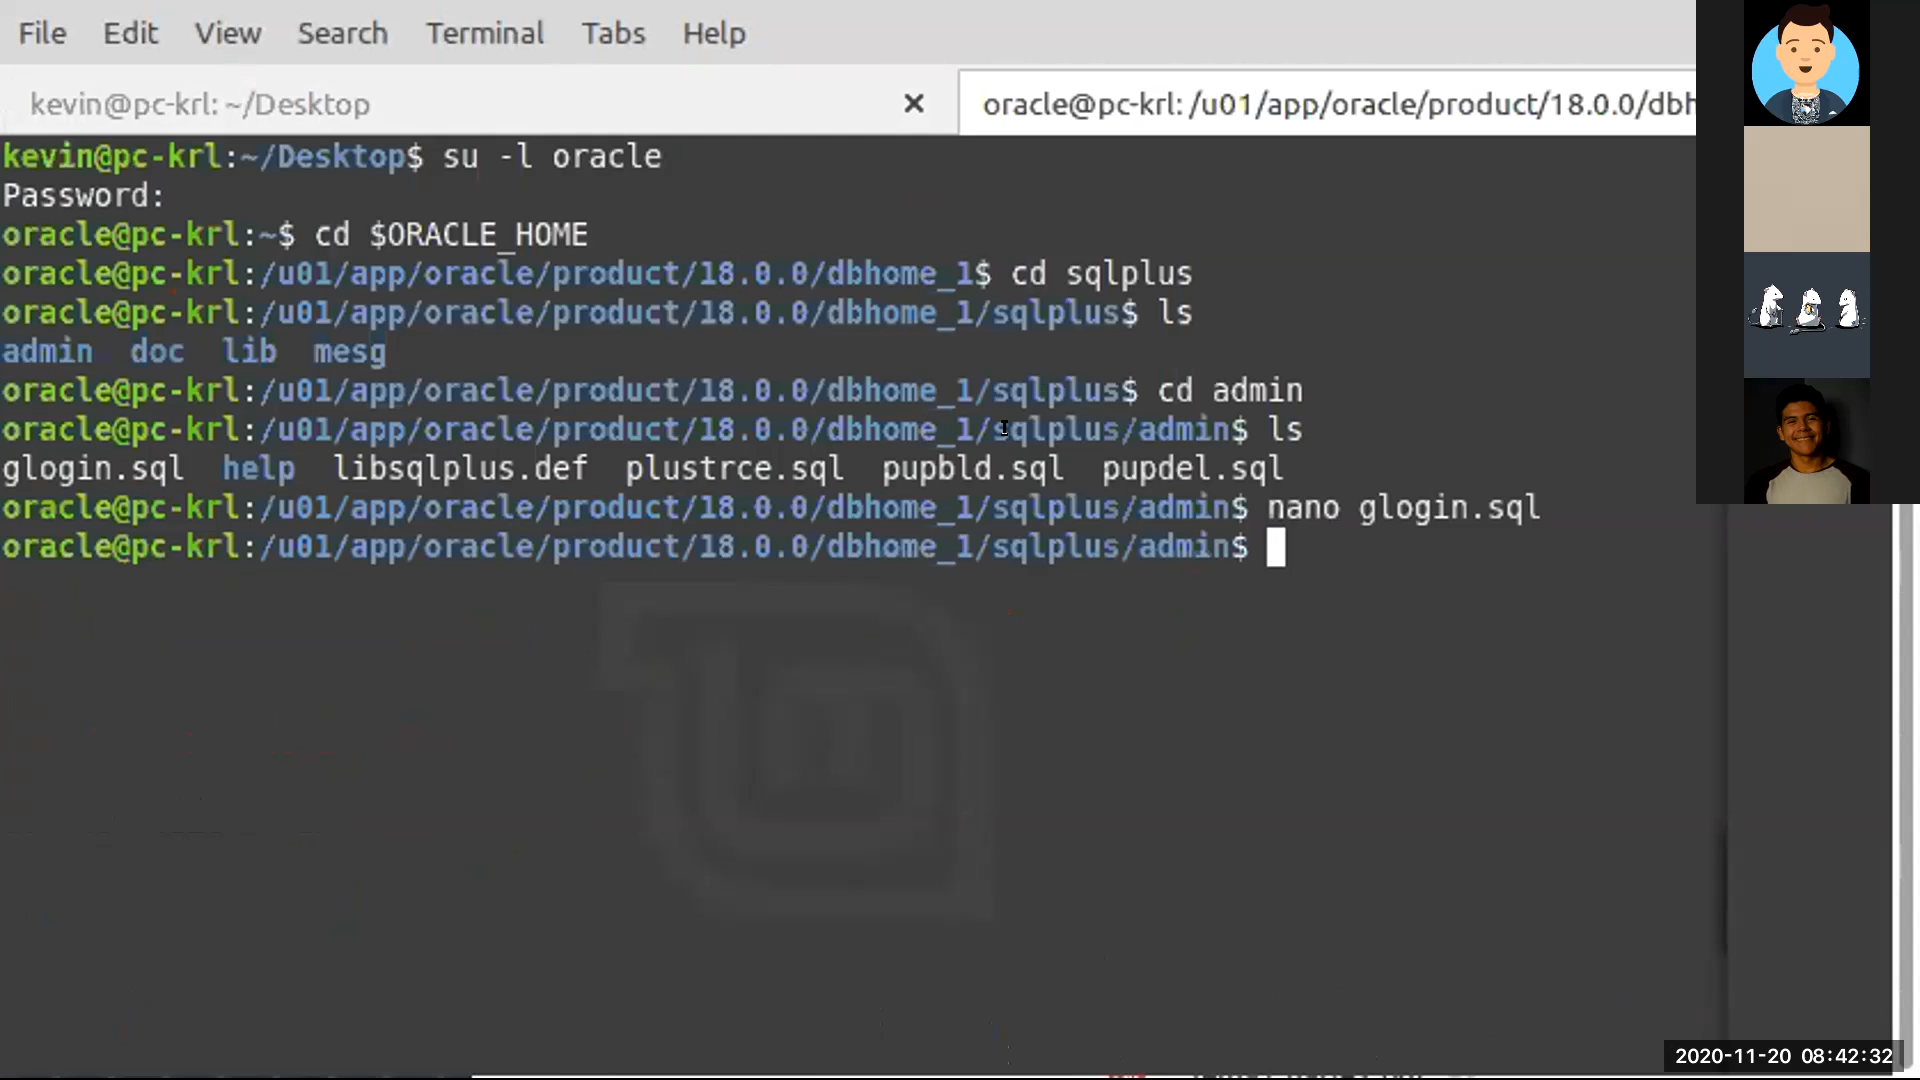 File Edit View Search Terminal Tabs Help
kevin@pc-krl: ~/Desktop
oracle@pc-krl: /u01/app/oracle/product/18.0.0/dbh
kevin@pc-krl:~/Desktop$ su -l oracle
Password:
oracle@pc-krl:~$ cd $ORACLE_HOME
oracle@pc-krl:/u01/app/oracle/product/18.0.0/dbhome_1$ cd sqlplus
oracle@pc-krl:/u01/app/oracle/product/18.0.0/dbhome_1/sqlplus$ ls
admin doc lib mesg
oracle@pc-krl:/u01/app/oracle/product/18.0.0/dbhome_1/sqlplus$ cd admin
oracle@pc-krl:/u01/app/oracle/product/18.0.0/dbhome_1/sqlplus/admin$ ls
glogin.sql help libsqlplus.def plustrce.sql pupbld.sql pupdel.sql
oracle@pc-krl:/u01/app/oracle/product/18.0.0/dbhome_1/sqlplus/admin$ nano glogin.sql
oracle@pc-krl:/u01/app/oracle/product/18.0.0/dbhome_1/sqlplus/admin$
2020-11-20 08:42:32